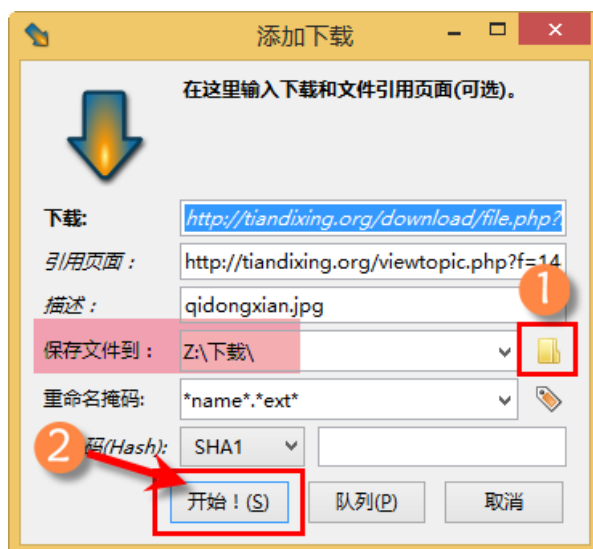 添加下载
在这里输入下载和文件引用页面(可选)。
下载: http://tiandixing.org/download/file.php?
引用页面： http://tiandixing.org/viewtopic.php?f=14
1
描述： qidongxian.jpg
保存文件到： Z:\下载\
重命名掩码: *name*.*ext*
2 码(Hash): SHA1
开始！(S) 队列(P) 取消